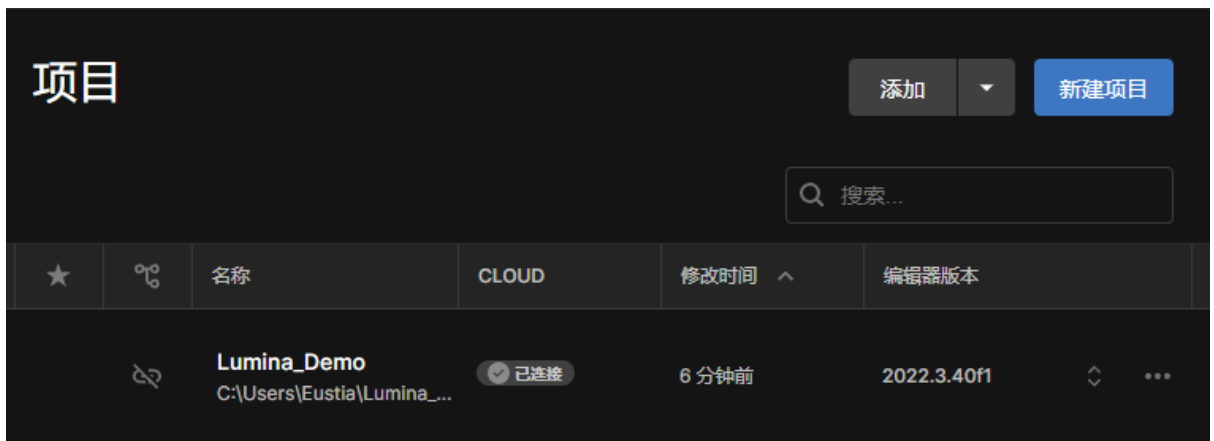 项目
添加
新建项目
搜索...
名称 CLOUD 修改时间 编辑器版本
Lumina_Demo 已连接 6 分钟前 2022.3.40f1
C:\Users\Eustia\Lumina_...